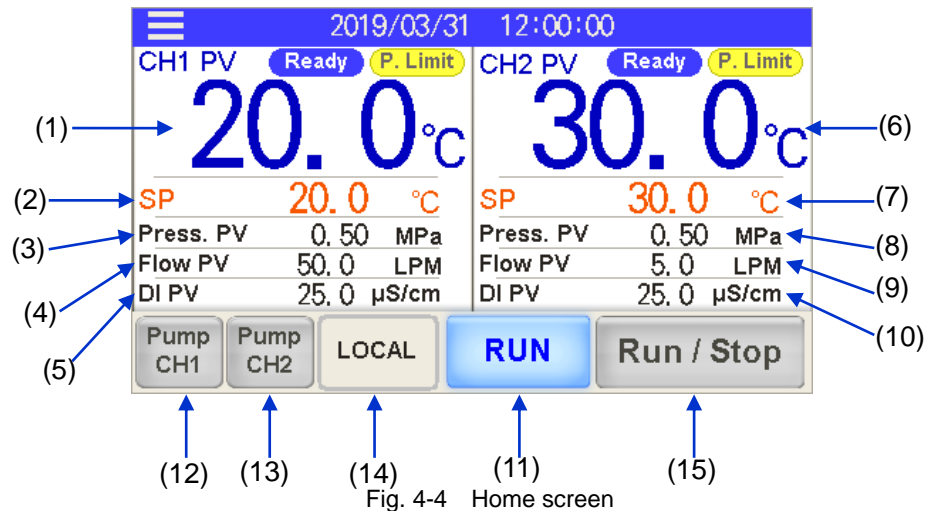 2019/03/31 12:00:00
CH1 PV Ready P. Limit
20.0 °C
SP 20.0 °C
Press. PV 0.50 MPa
Flow PV 50.0 LPM
DI PV 25.0 µS/cm
CH2 PV Ready P. Limit
30.0 °C
SP 30.0 °C
Press. PV 0.50 MPa
Flow PV 5.0 LPM
DI PV 25.0 µS/cm
(1)
(2)
(3)
(4)
(5)
(6)
(7)
(8)
(9)
(10)
Pump
CH1
Pump
CH2
LOCAL
RUN
Run / Stop
(12)
(13)
(14)
(11)
(15)
Fig. 4-4 Home screen